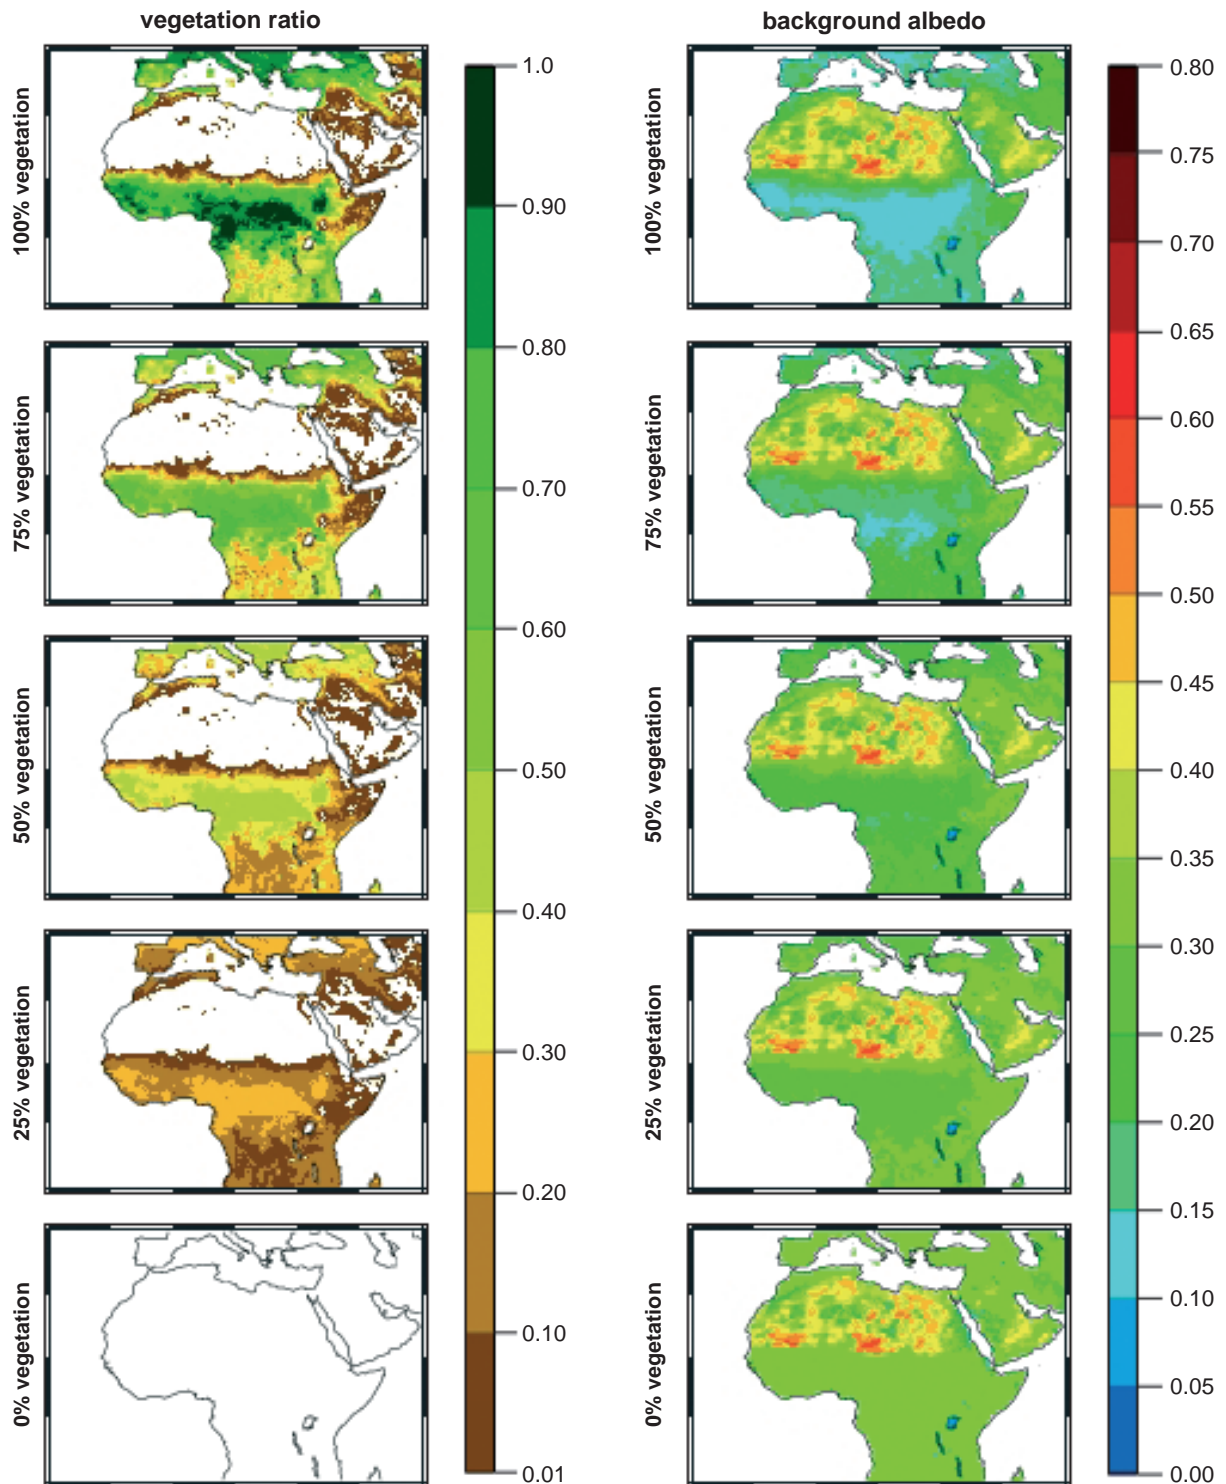 vegetation ratio
background albedo
100% vegetation
75% vegetation
50% vegetation
25% vegetation
0% vegetation
1.0
0.90
0.80
0.70
0.60
0.50
0.40
0.30
0.20
0.10
0.01
100% vegetation
75% vegetation
50% vegetation
25% vegetation
0% vegetation
0.80
0.75
0.70
0.65
0.60
0.55
0.50
0.45
0.40
0.35
0.30
0.25
0.20
0.15
0.10
0.05
0.00